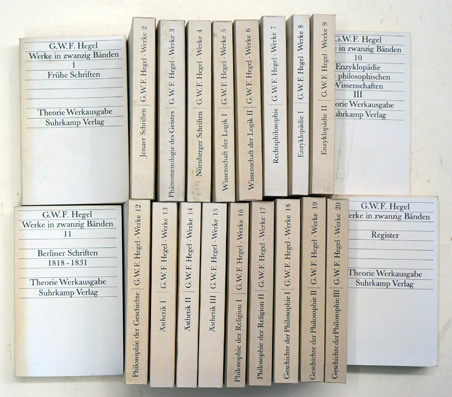 G.W.F. Hegel
Werke in zwanzig Bänden
1
Frühe Schriften
Theorie Werkausgabe
Suhrkamp Verlag
Jenaer Schriften G.W.F. Hegel · Werke 2
Phänomenologie des Geistes G.W.F. Hegel · Werke 3
Nürnberger Schriften G.W.F. Hegel · Werke 4
Wissenschaft der Logik I G.W.F. Hegel · Werke 5
Wissenschaft der Logik II G.W.F. Hegel · Werke 6
Rechtsphilosophie G.W.F. Hegel · Werke 7
Enzyklopädie I G.W.F. Hegel · Werke 8
Enzyklopädie II G.W.F. Hegel · Werke 9
G.W.F. Hegel
Werke in zwanzig Bänden
10
Enzyklopädie
philosophischen
Wissenschaften
III
Theorie Werkausgabe
Suhrkamp Verlag
G.W.F. Hegel
Werke in zwanzig Bänden
11
Berliner Schriften
1818-1831
Theorie Werkausgabe
Suhrkamp Verlag
Philosophie der Geschichte G.W.F. Hegel · Werke 12
Ästhetik I G.W.F. Hegel · Werke 13
Ästhetik II G.W.F. Hegel · Werke 14
Ästhetik III G.W.F. Hegel · Werke 15
Philosophie der Religion I G.W.F. Hegel · Werke 16
Philosophie der Religion II G.W.F. Hegel · Werke 17
Geschichte der Philosophie I G.W.F. Hegel · Werke 18
Geschichte der Philosophie II G.W.F. Hegel · Werke 19
Geschichte der Philosophie III G.W.F. Hegel · Werke 20
G.W.F. Hegel
Werke in zwanzig Bänden
Register
Theorie Werkausgabe
Suhrkamp Verlag